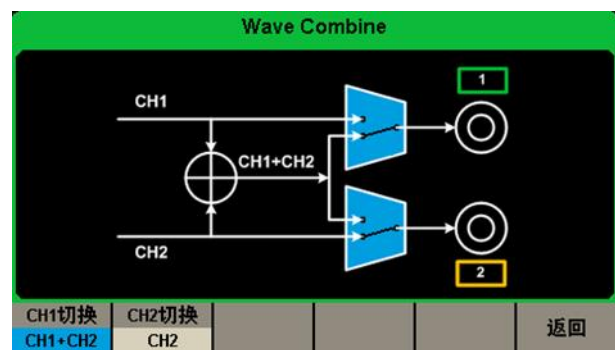 Wave Combine
1
CH1
CH1+CH2
CH2
2
CH1切换 CH2切换
CH1+CH2 CH2 返回